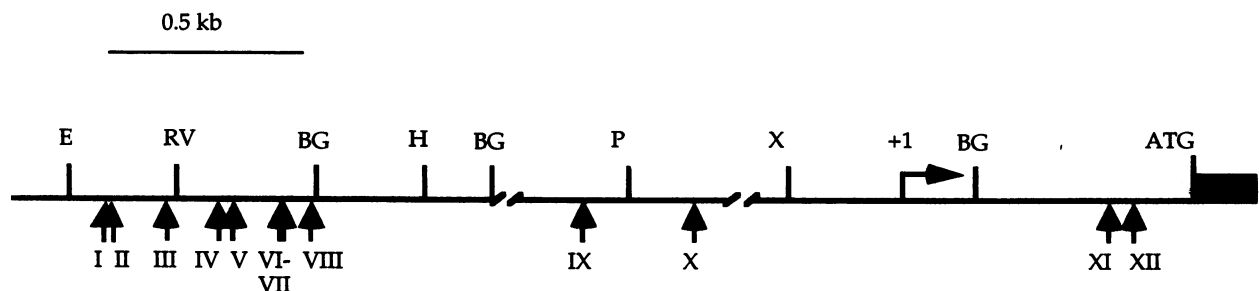 0.5 kb
E RV BG H BG P X +1 BG ATG
I II III IV V VI- VIII IX X XI XII
VII